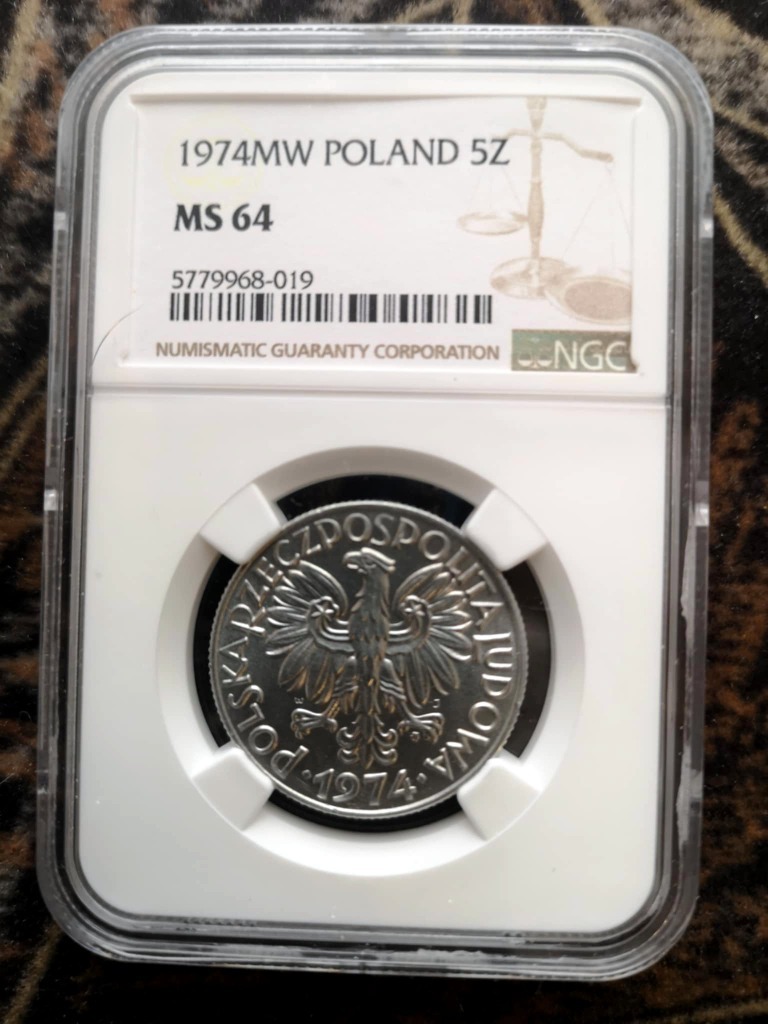 1974MW POLAND 5Z
MS 64
5779968-019
NUMISMATIC GUARANTY CORPORATION
NGC
POLSKA RZECZPOSPOLITA LUDOWA
·1974·
W J